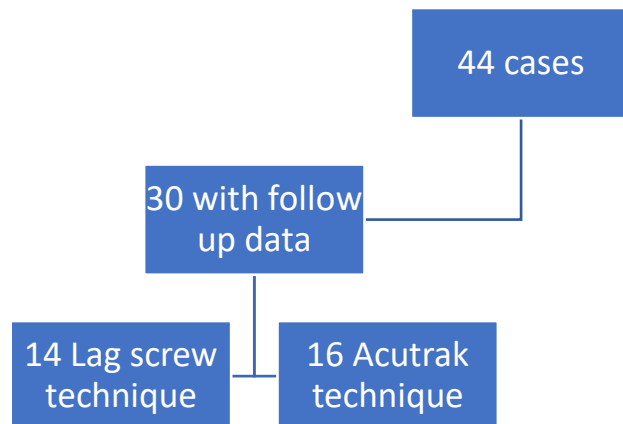 44 cases
30 with follow
up data
14 Lag screw
technique
16 Acutrak
technique